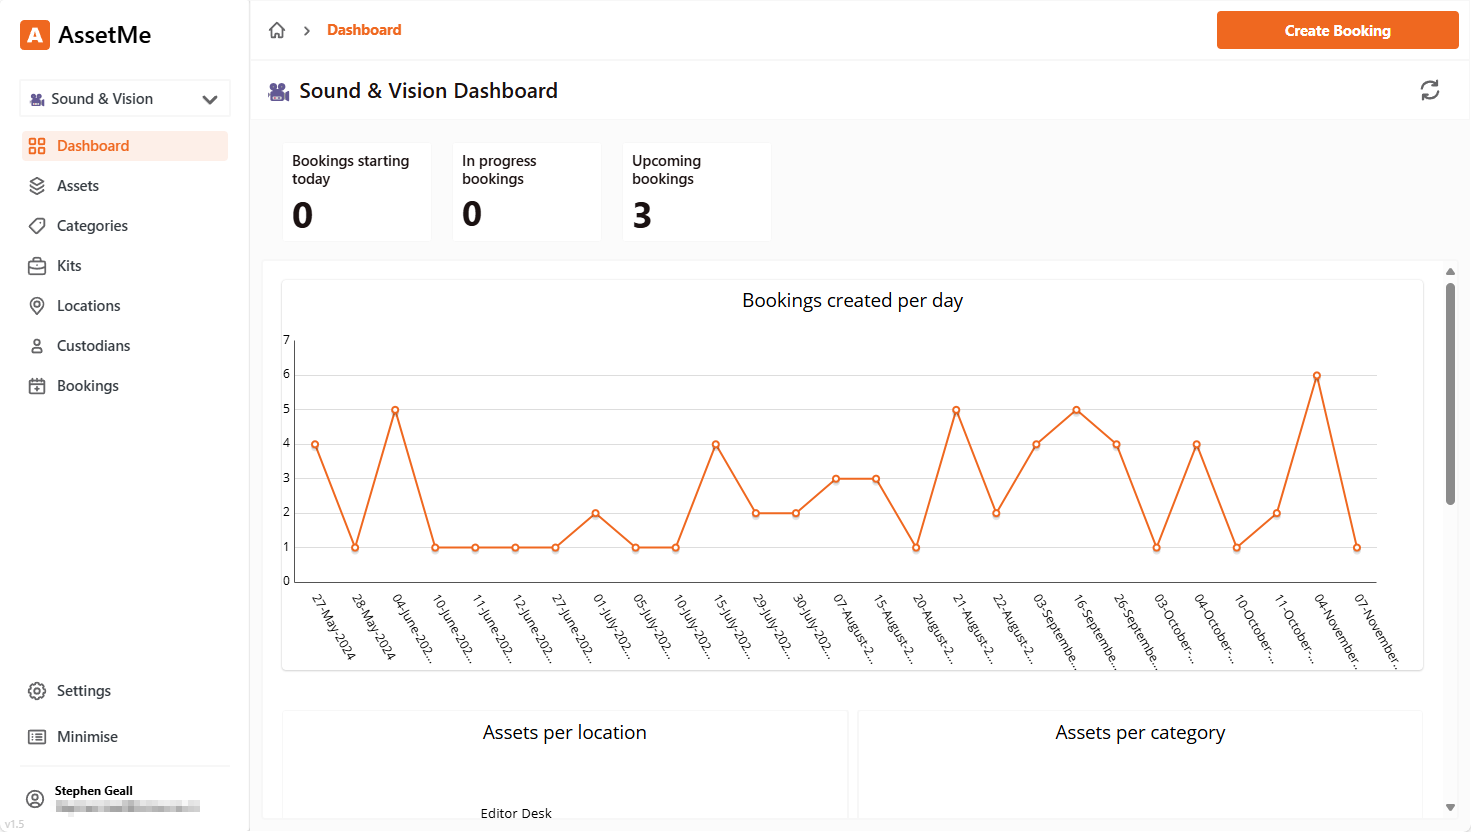 A AssetMe
Sound & Vision
Dashboard
Assets
Categories
Kits
Locations
Custodians
Bookings
Settings
Minimise
Stephen Geall
v1.5
Dashboard
Create Booking
Sound & Vision Dashboard
Bookings starting
today
0
In progress
bookings
0
Upcoming
bookings
3
Bookings created per day
7
6
5
4
3
2
1
0
27-May-2024
28-May-2024
04-June-202...
10-June-202...
11-June-202...
12-June-202...
27-June-202...
01-July-202...
05-July-202...
10-July-202...
15-July-202...
29-July-202...
30-July-202...
07-August-2...
15-August-2...
20-August-2...
21-August-2...
22-August-2...
03-Septembe...
16-Septembe...
26-Septembe...
03-October-...
04-October-...
10-October-...
11-October-...
04-November...
07-November...
Assets per location
Editor Desk
Assets per category